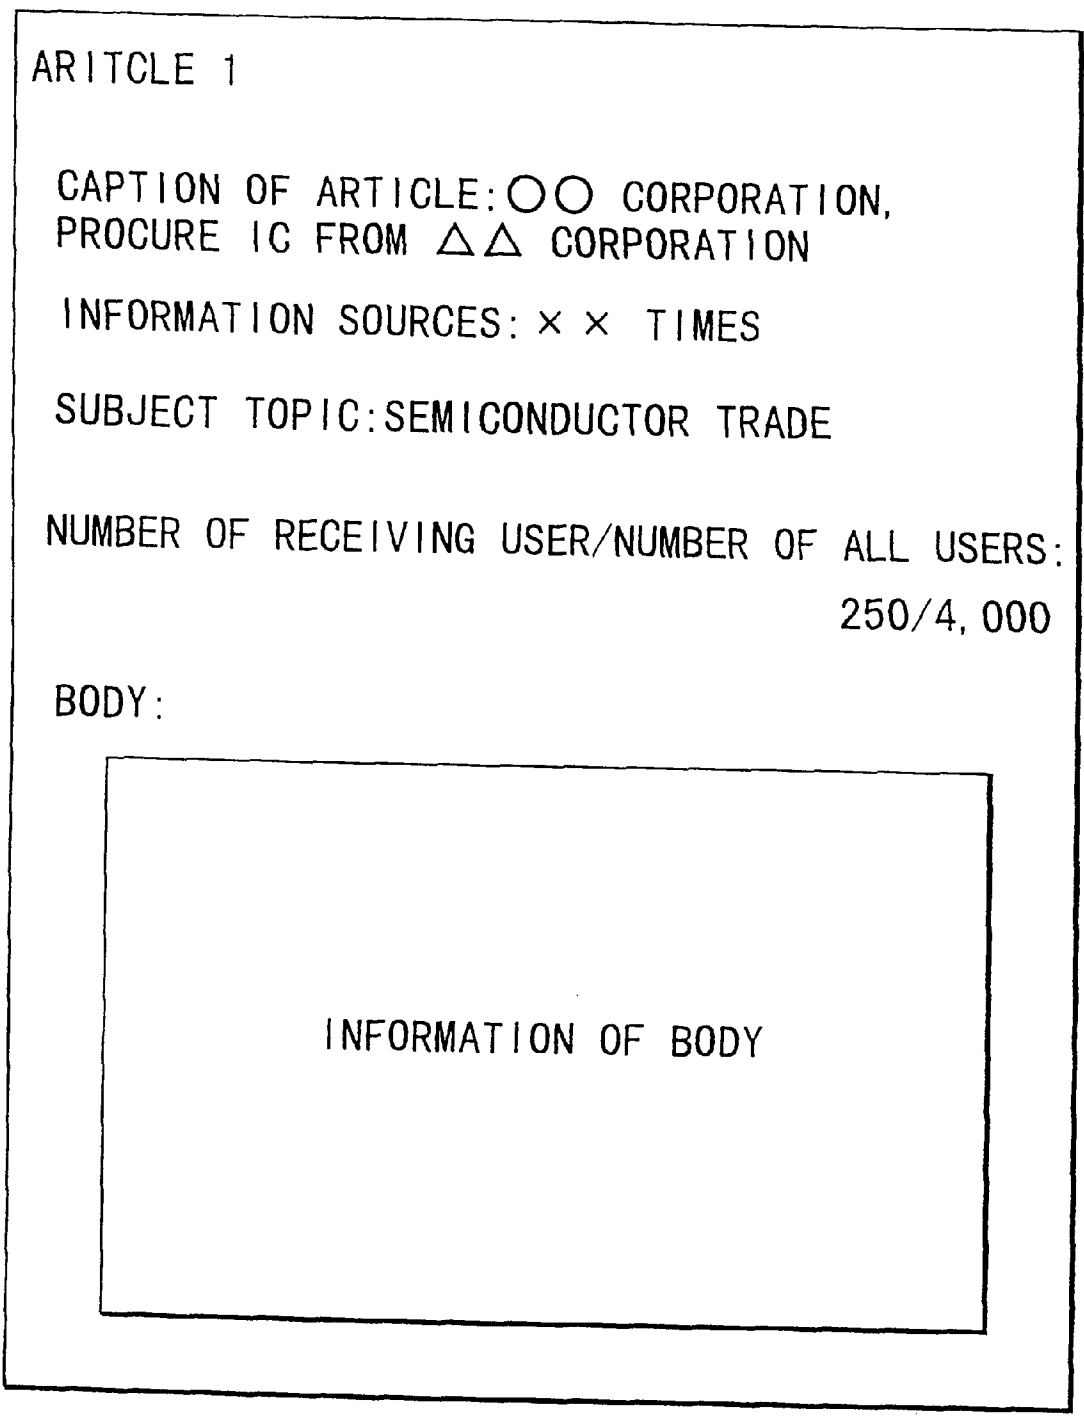 ARITCLE 1
CAPTION OF ARTICLE:○○ CORPORATION,
PROCURE IC FROM △△ CORPORATION
INFORMATION SOURCES: × × TIMES
SUBJECT TOPIC:SEMICONDUCTOR TRADE
NUMBER OF RECEIVING USER/NUMBER OF ALL USERS:
250/4,000
BODY:
INFORMATION OF BODY